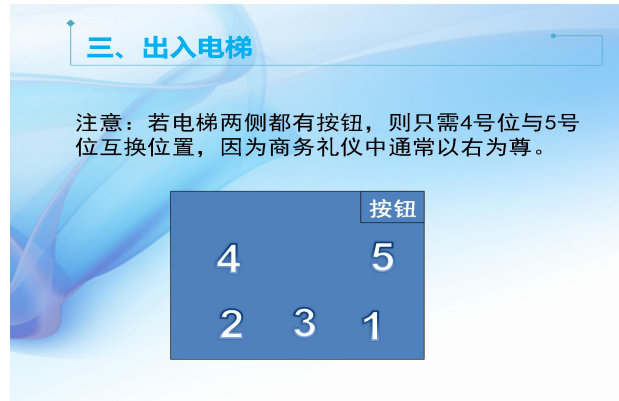 三、出入电梯
注意：若电梯两侧都有按钮，则只需4号位与5号
位互换位置，因为商务礼仪中通常以右为尊。
按钮
4 5
2 3 1